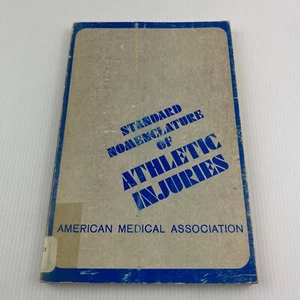 STANDARD
NOMENCLATURE
OF
ATHLETIC
INJURIES
AMERICAN MEDICAL ASSOCIATION